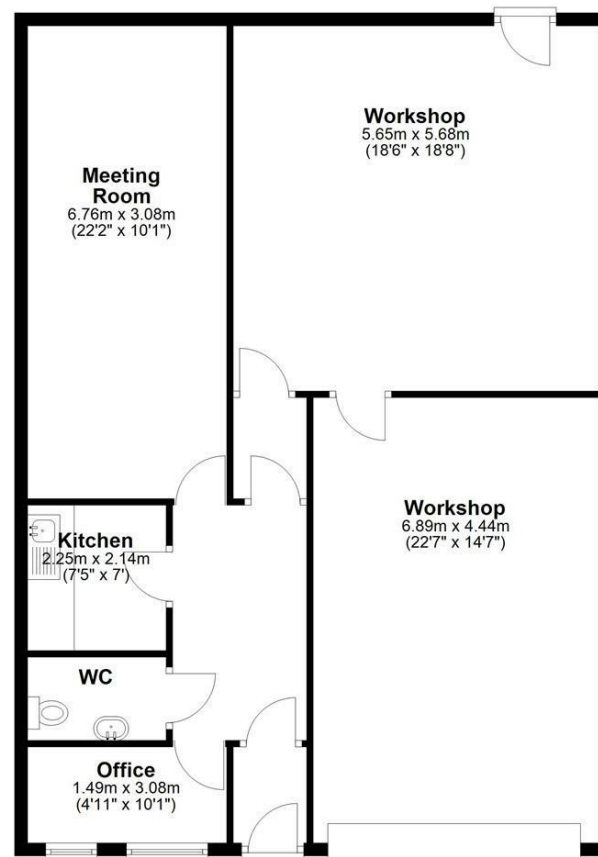 Workshop
5.65m x 5.68m
(18'6" x 18'8")
Meeting
Room
6.76m x 3.08m
(22'2" x 10'1")
Workshop
6.89m x 4.44m
(22'7" x 14'7")
Kitchen
2.25m x 2.14m
(7'5" x 7')
WC
Office
1.49m x 3.08m
(4'11" x 10'1")